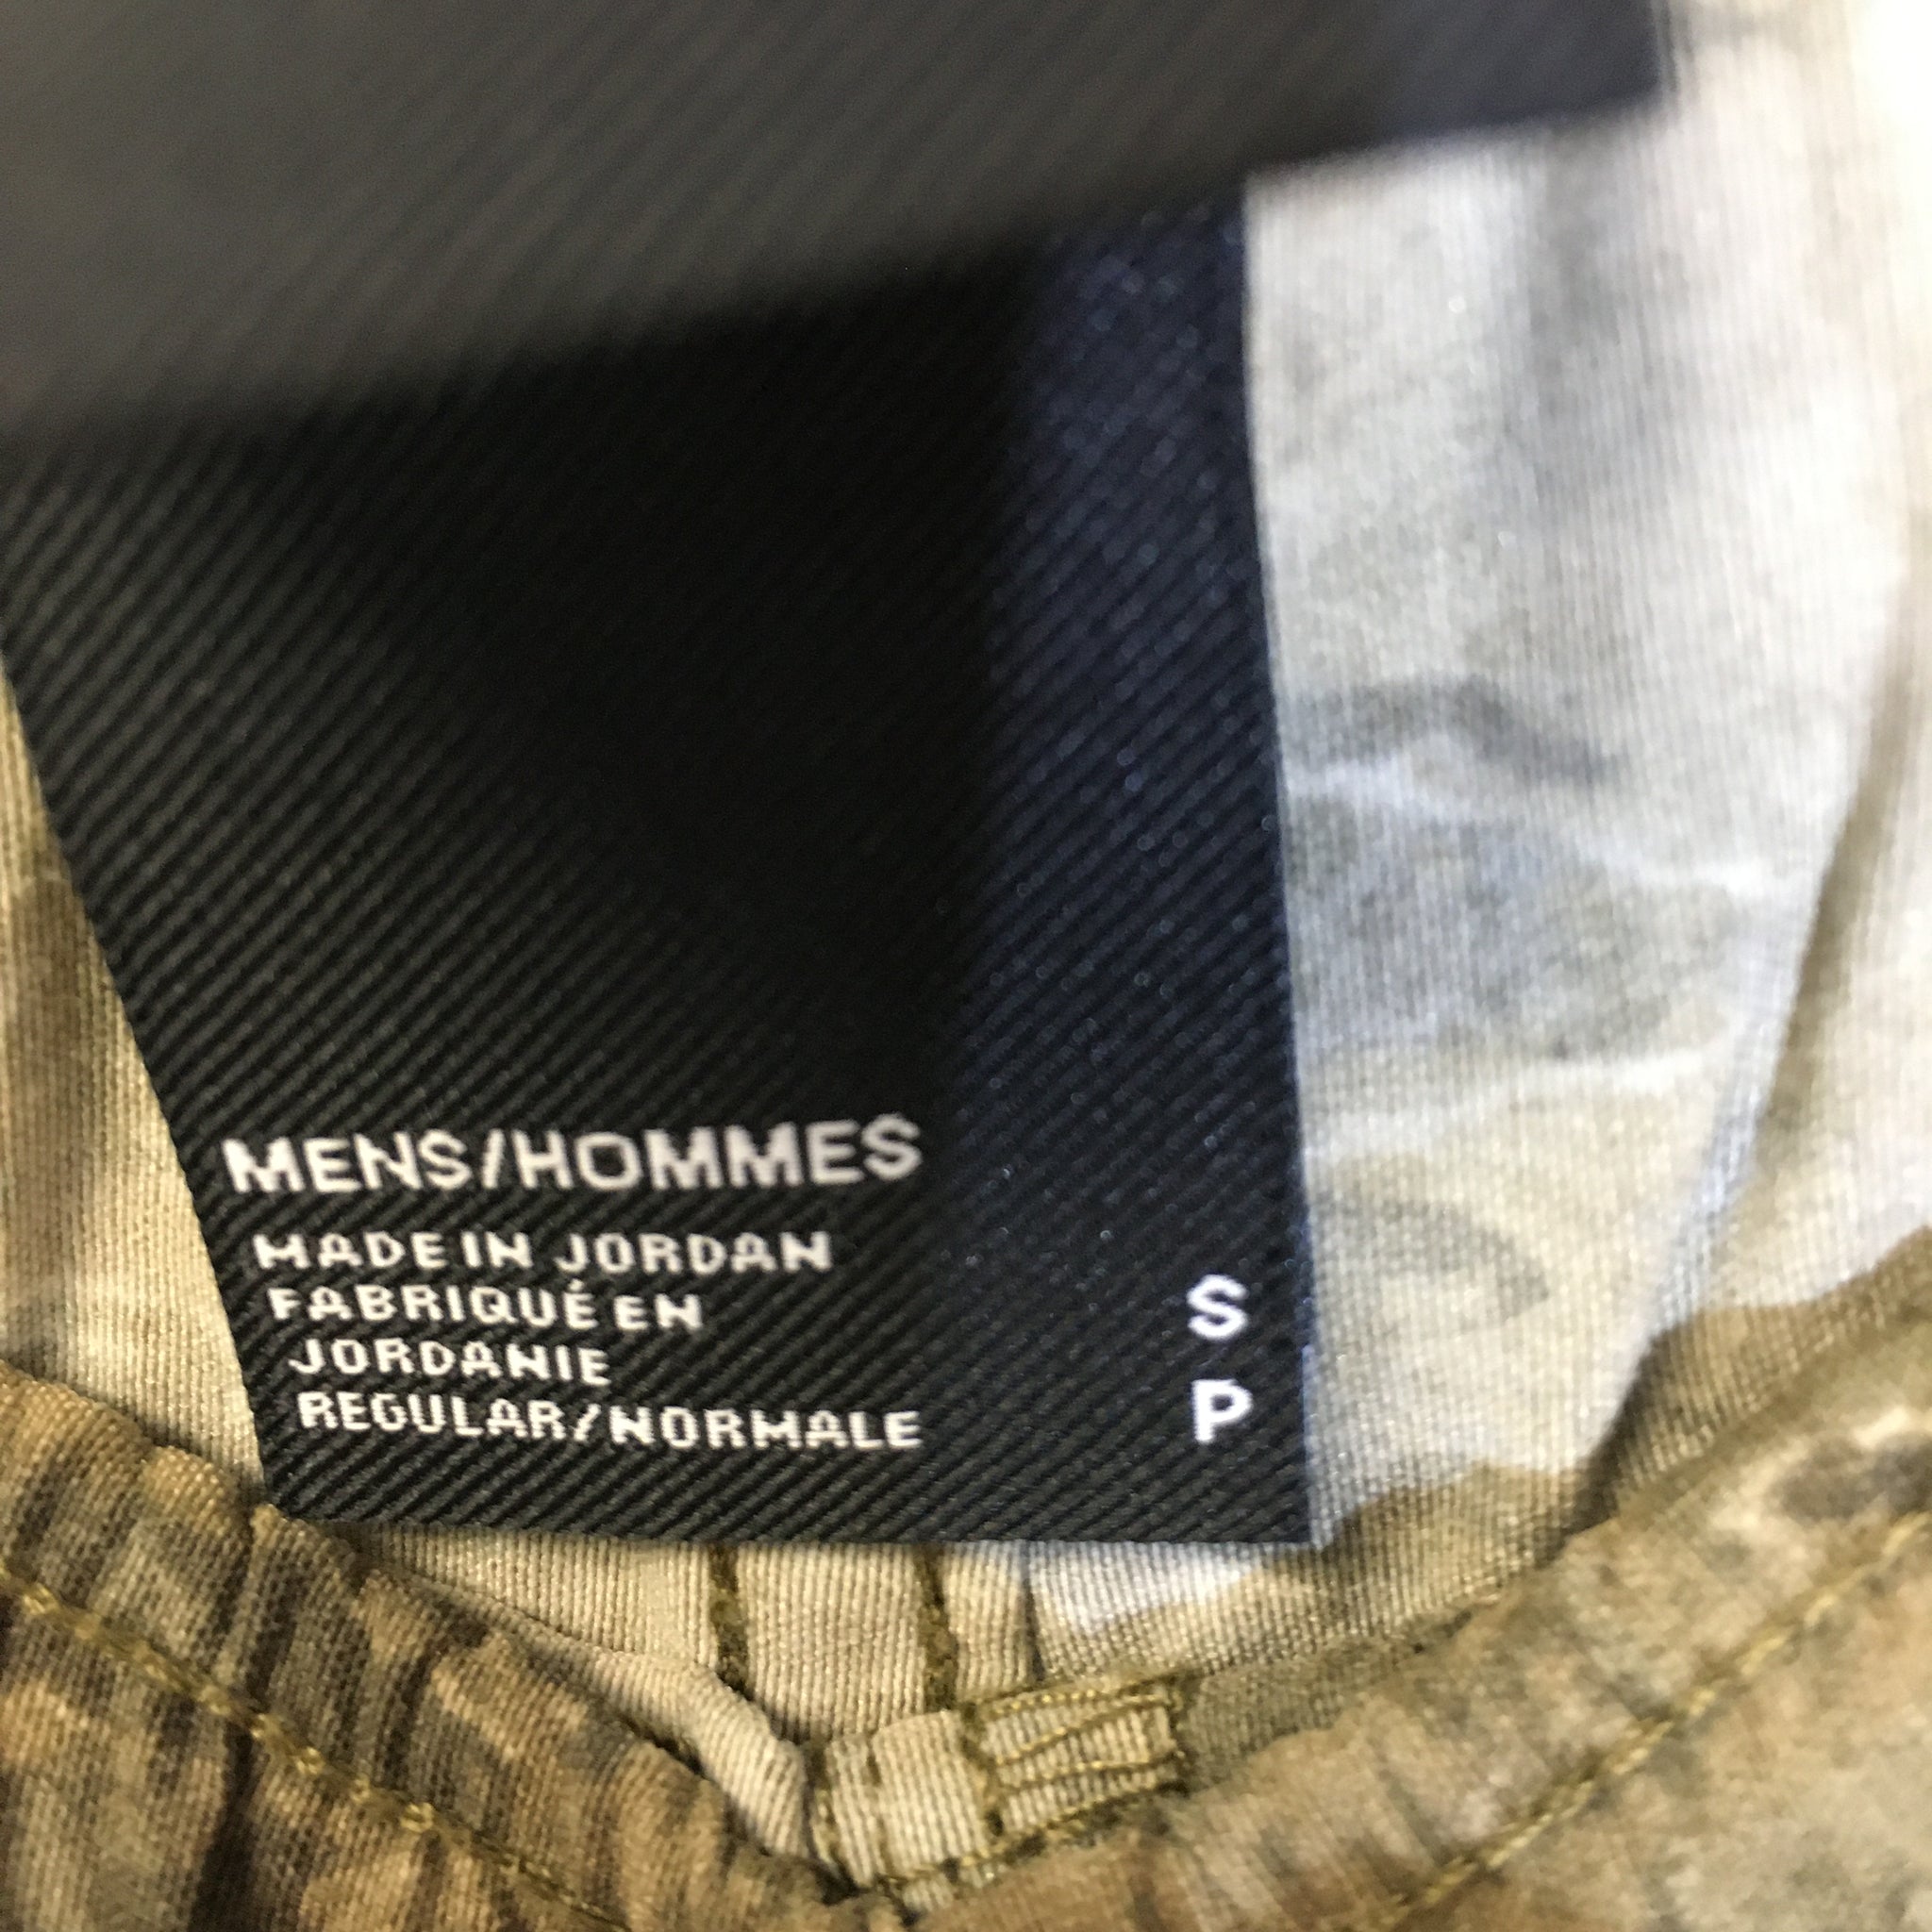 MENS/HOMMES
MADE IN JORDAN
FABRIQUÉ EN
JORDANIE
REGULAR/NORMALE
S
P